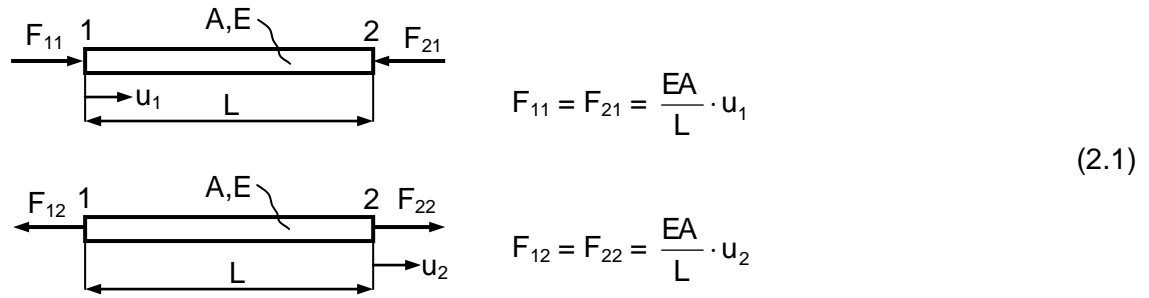 F₁₁ 1 A,E 2 F₂₁
u₁
L
F₁₁ = F₂₁ = EA/L · u₁
(2.1)
F₁₂ 1 A,E 2 F₂₂
u₂
L
F₁₂ = F₂₂ = EA/L · u₂